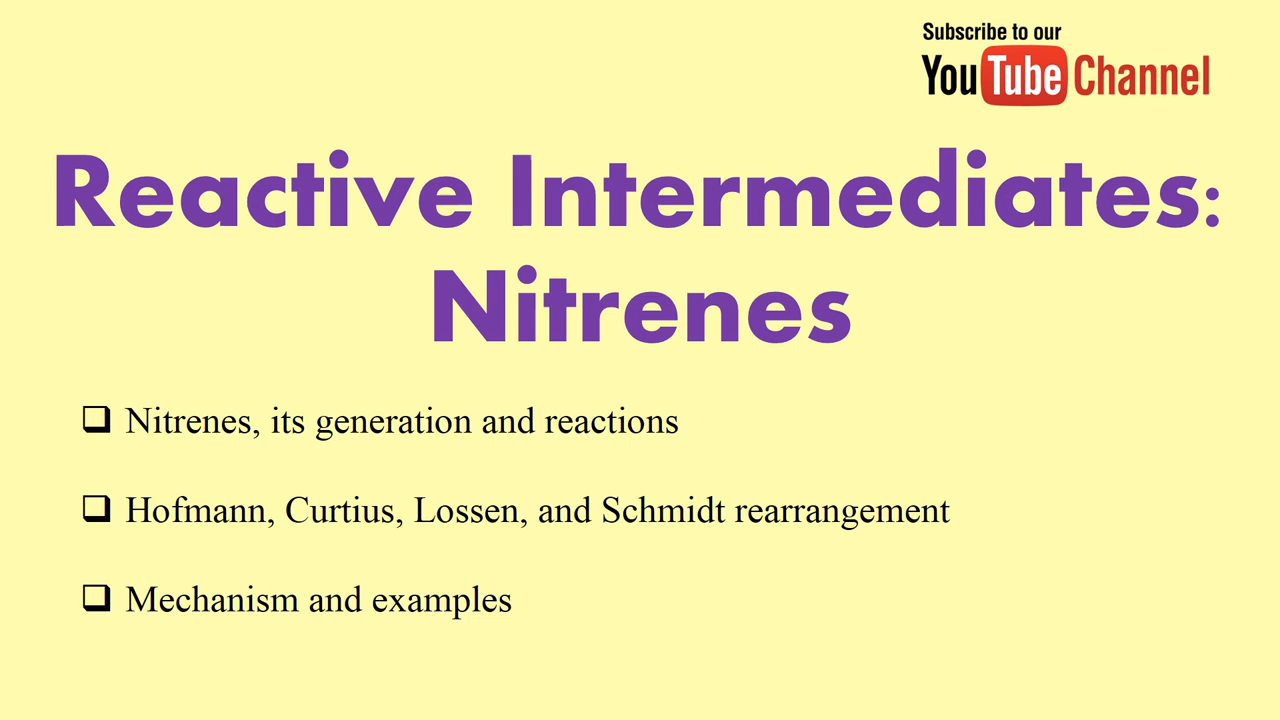 Subscribe to our
YouTube Channel
Reactive Intermediates:
Nitrenes
Nitrenes, its generation and reactions
Hofmann, Curtius, Lossen, and Schmidt rearrangement
Mechanism and examples